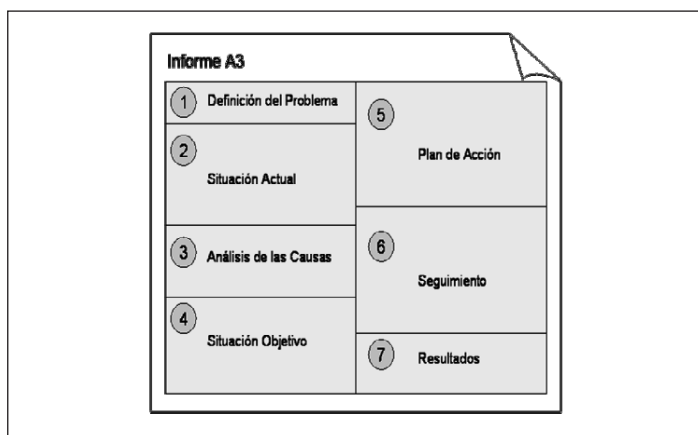 Informe A3
1 Definición del Problema
2
Situación Actual
3 Análisis de las Causas
4
Situación Objetivo
5
Plan de Acción
6
Seguimiento
7 Resultados